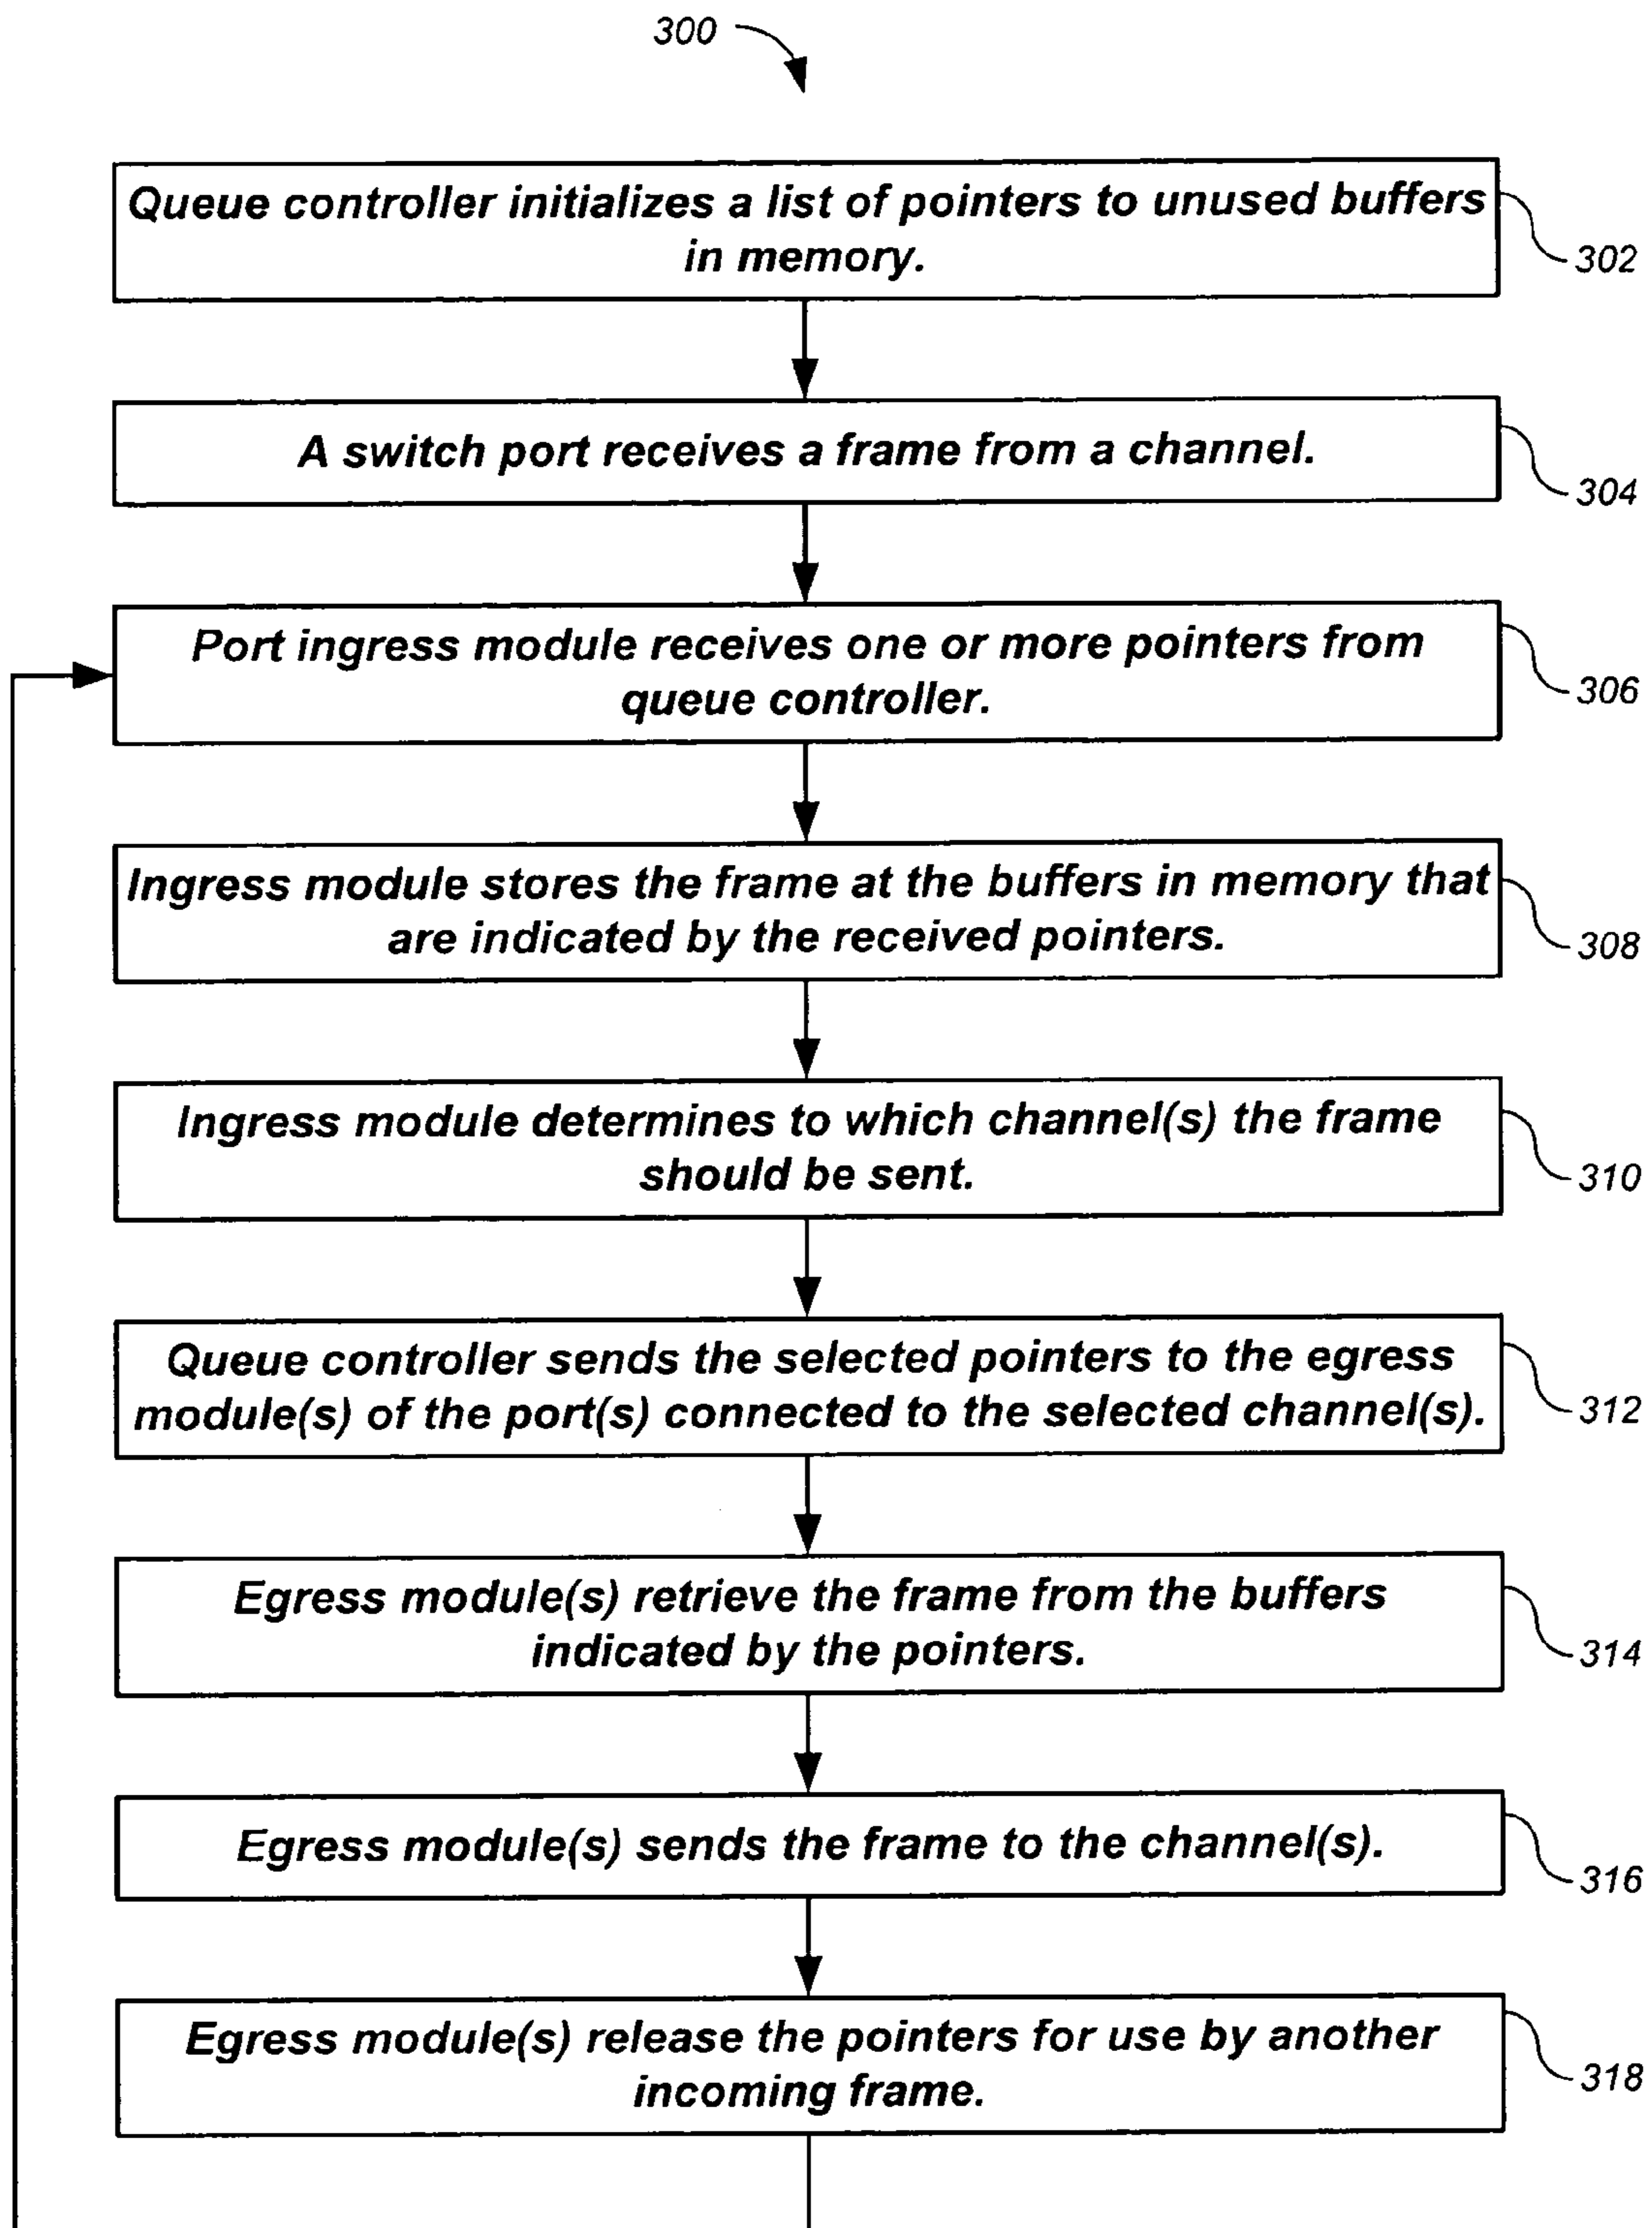 300
Queue controller initializes a list of pointers to unused buffers
in memory.
302
A switch port receives a frame from a channel.
304
Port ingress module receives one or more pointers from
queue controller.
306
Ingress module stores the frame at the buffers in memory that
are indicated by the received pointers.
308
Ingress module determines to which channel(s) the frame
should be sent.
310
Queue controller sends the selected pointers to the egress
module(s) of the port(s) connected to the selected channel(s).
312
Egress module(s) retrieve the frame from the buffers
indicated by the pointers.
314
Egress module(s) sends the frame to the channel(s).
316
Egress module(s) release the pointers for use by another
incoming frame.
318